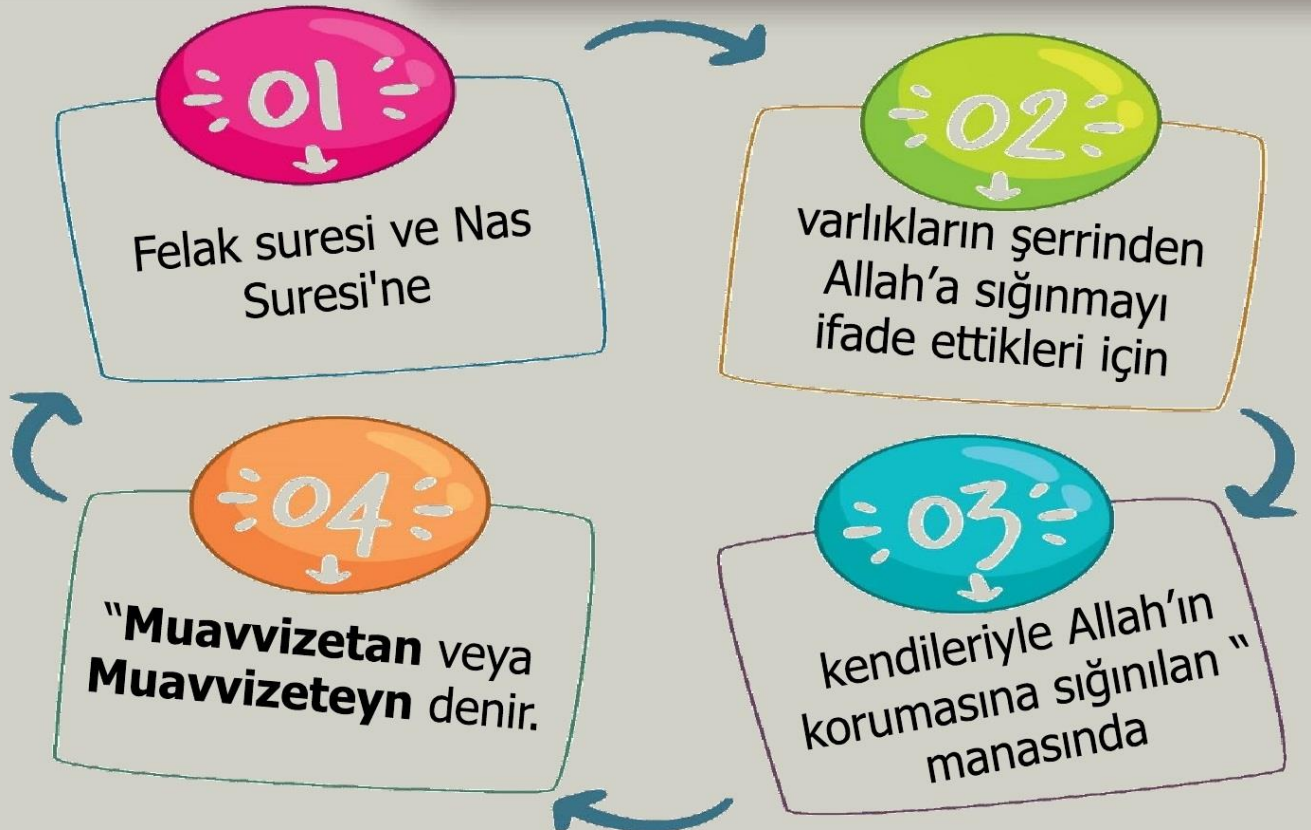 01
Felak suresi ve Nas
Suresi'ne
02
varlıkların şerrinden
Allah’a sığınmayı
ifade ettikleri için
03
kendileriyle Allah’ın
korumasına sığınılan “
manasında
04
“Muavvizetan veya
Muavvizeteyn denir.